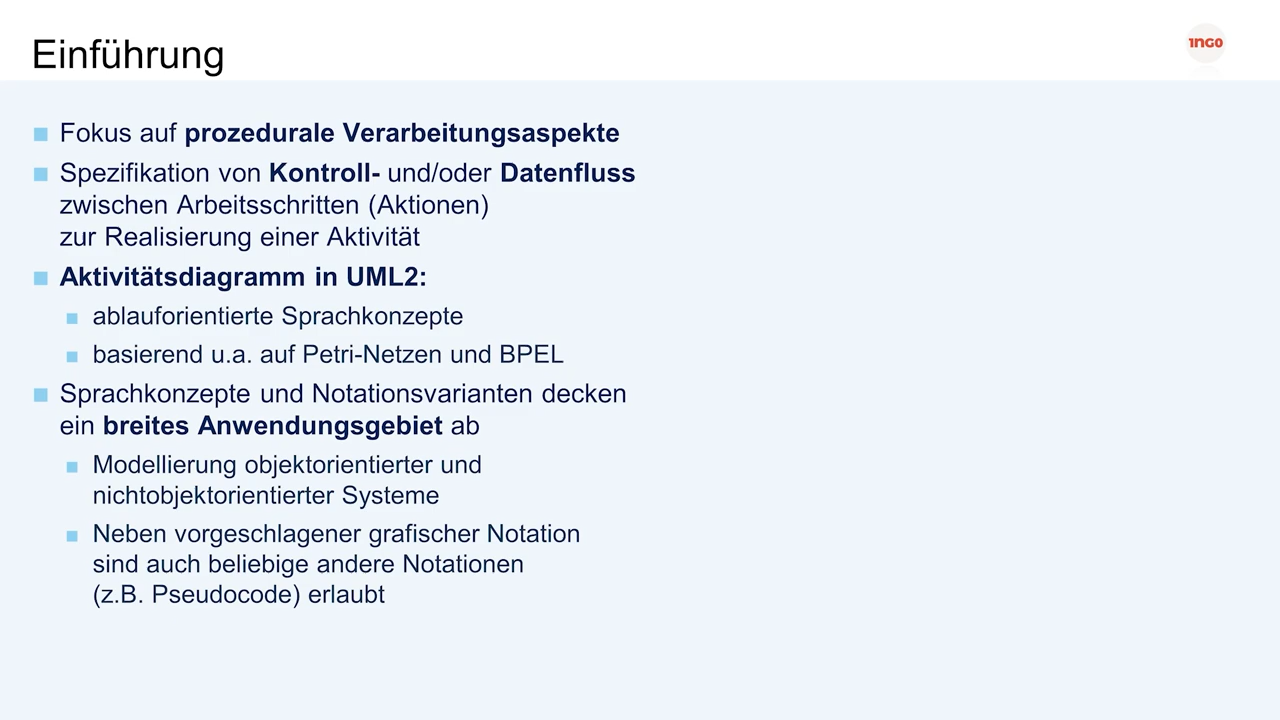 Einführung
1NGO
Fokus auf prozedurale Verarbeitungsaspekte
Spezifikation von Kontroll- und/oder Datenfluss
zwischen Arbeitsschritten (Aktionen)
zur Realisierung einer Aktivität
Aktivitätsdiagramm in UML2:
ablauforientierte Sprachkonzepte
basierend u.a. auf Petri-Netzen und BPEL
Sprachkonzepte und Notationsvarianten decken
ein breites Anwendungsgebiet ab
Modellierung objektorientierter und
nichtobjektorientierter Systeme
Neben vorgeschlagener grafischer Notation
sind auch beliebige andere Notationen
(z.B. Pseudocode) erlaubt